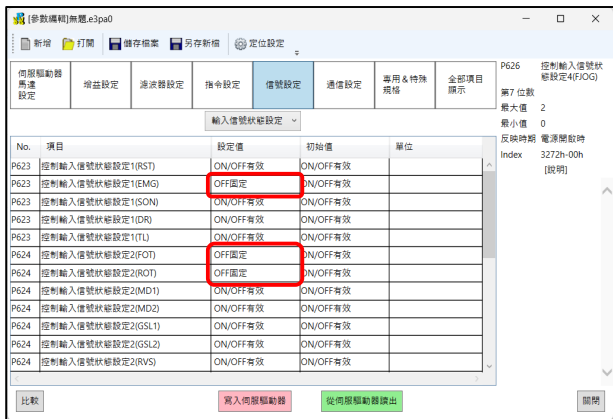 [參數編輯]無題.e3pa0
新增 打開 儲存檔案 另存新檔 定位設定
伺服驅動器
馬達
設定
增益設定
濾波器設定
指令設定
信號設定
通信設定
專用&特殊
規格
全部項目
顯示
輸入信號狀態設定
No. 項目 設定值 初始值 單位
P623 控制輸入信號狀態設定1(RST) ON/OFF有效 ON/OFF有效
P623 控制輸入信號狀態設定1(EMG) OFF固定 ON/OFF有效
P623 控制輸入信號狀態設定1(SON) ON/OFF有效 ON/OFF有效
P623 控制輸入信號狀態設定1(DR) ON/OFF有效 ON/OFF有效
P623 控制輸入信號狀態設定1(TL) ON/OFF有效 ON/OFF有效
P624 控制輸入信號狀態設定2(FOT) OFF固定 ON/OFF有效
P624 控制輸入信號狀態設定2(ROT) OFF固定 ON/OFF有效
P624 控制輸入信號狀態設定2(MD1) ON/OFF有效 ON/OFF有效
P624 控制輸入信號狀態設定2(MD2) ON/OFF有效 ON/OFF有效
P624 控制輸入信號狀態設定2(GSL1) ON/OFF有效 ON/OFF有效
P624 控制輸入信號狀態設定2(GSL2) ON/OFF有效 ON/OFF有效
P624 控制輸入信號狀態設定2(RVS) ON/OFF有效 ON/OFF有效
比較 寫入伺服驅動器 從伺服驅動器讀出 關閉
P626 控制輸入信號狀
態設定4(FJOG)
第7 位數
最大值 2
最小值 0
反映時期 電源開啟時
Index 3272h-00h
[說明]